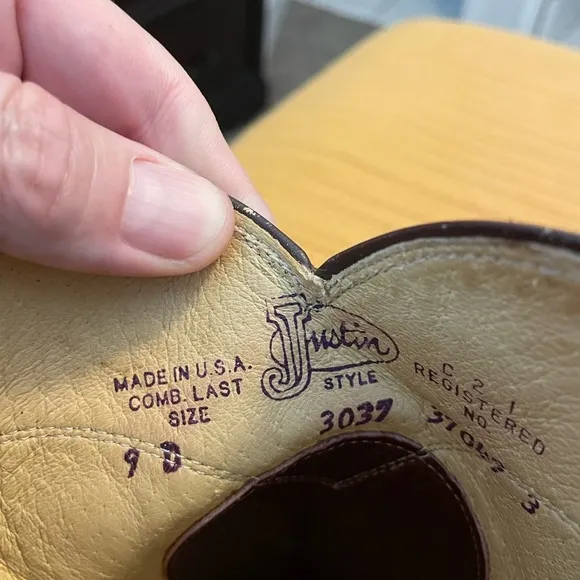 Justin
MADE IN U.S.A.
COMB. LAST
SIZE
9 D
STYLE
3037
C 2 1
REGISTERED
NO.
3